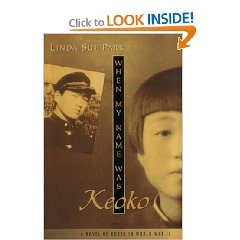 Click to LOOK INSIDE!
LINDA SUE PARK
WHEN MY NAME WAS
Keoko
A NOVEL OF KOREA IN WORLD WAR II